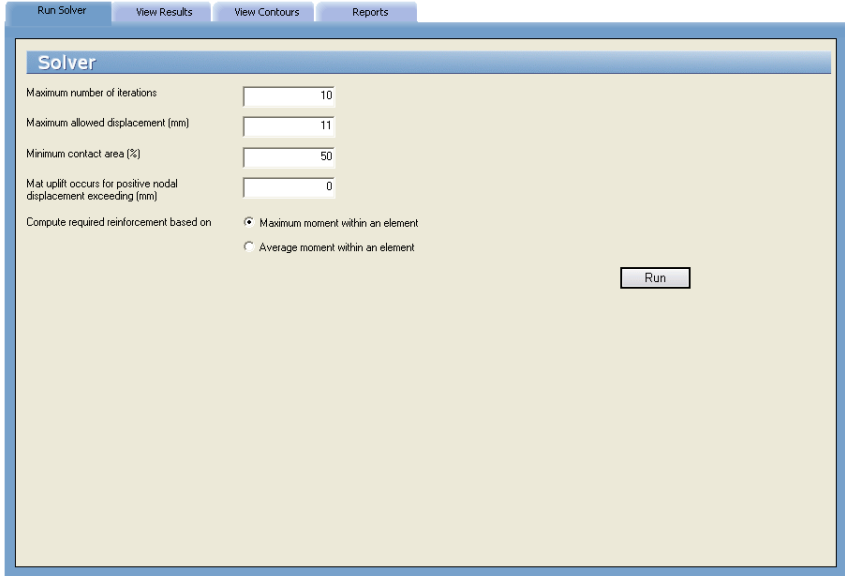 Run Solver
View Results
View Contours
Reports
Solver
Maximum number of iterations
10
Maximum allowed displacement (mm)
11
Minimum contact area (%)
50
Mat uplift occurs for positive nodal
displacement exceeding (mm)
0
Compute required reinforcement based on
Maximum moment within an element
Average moment within an element
Run